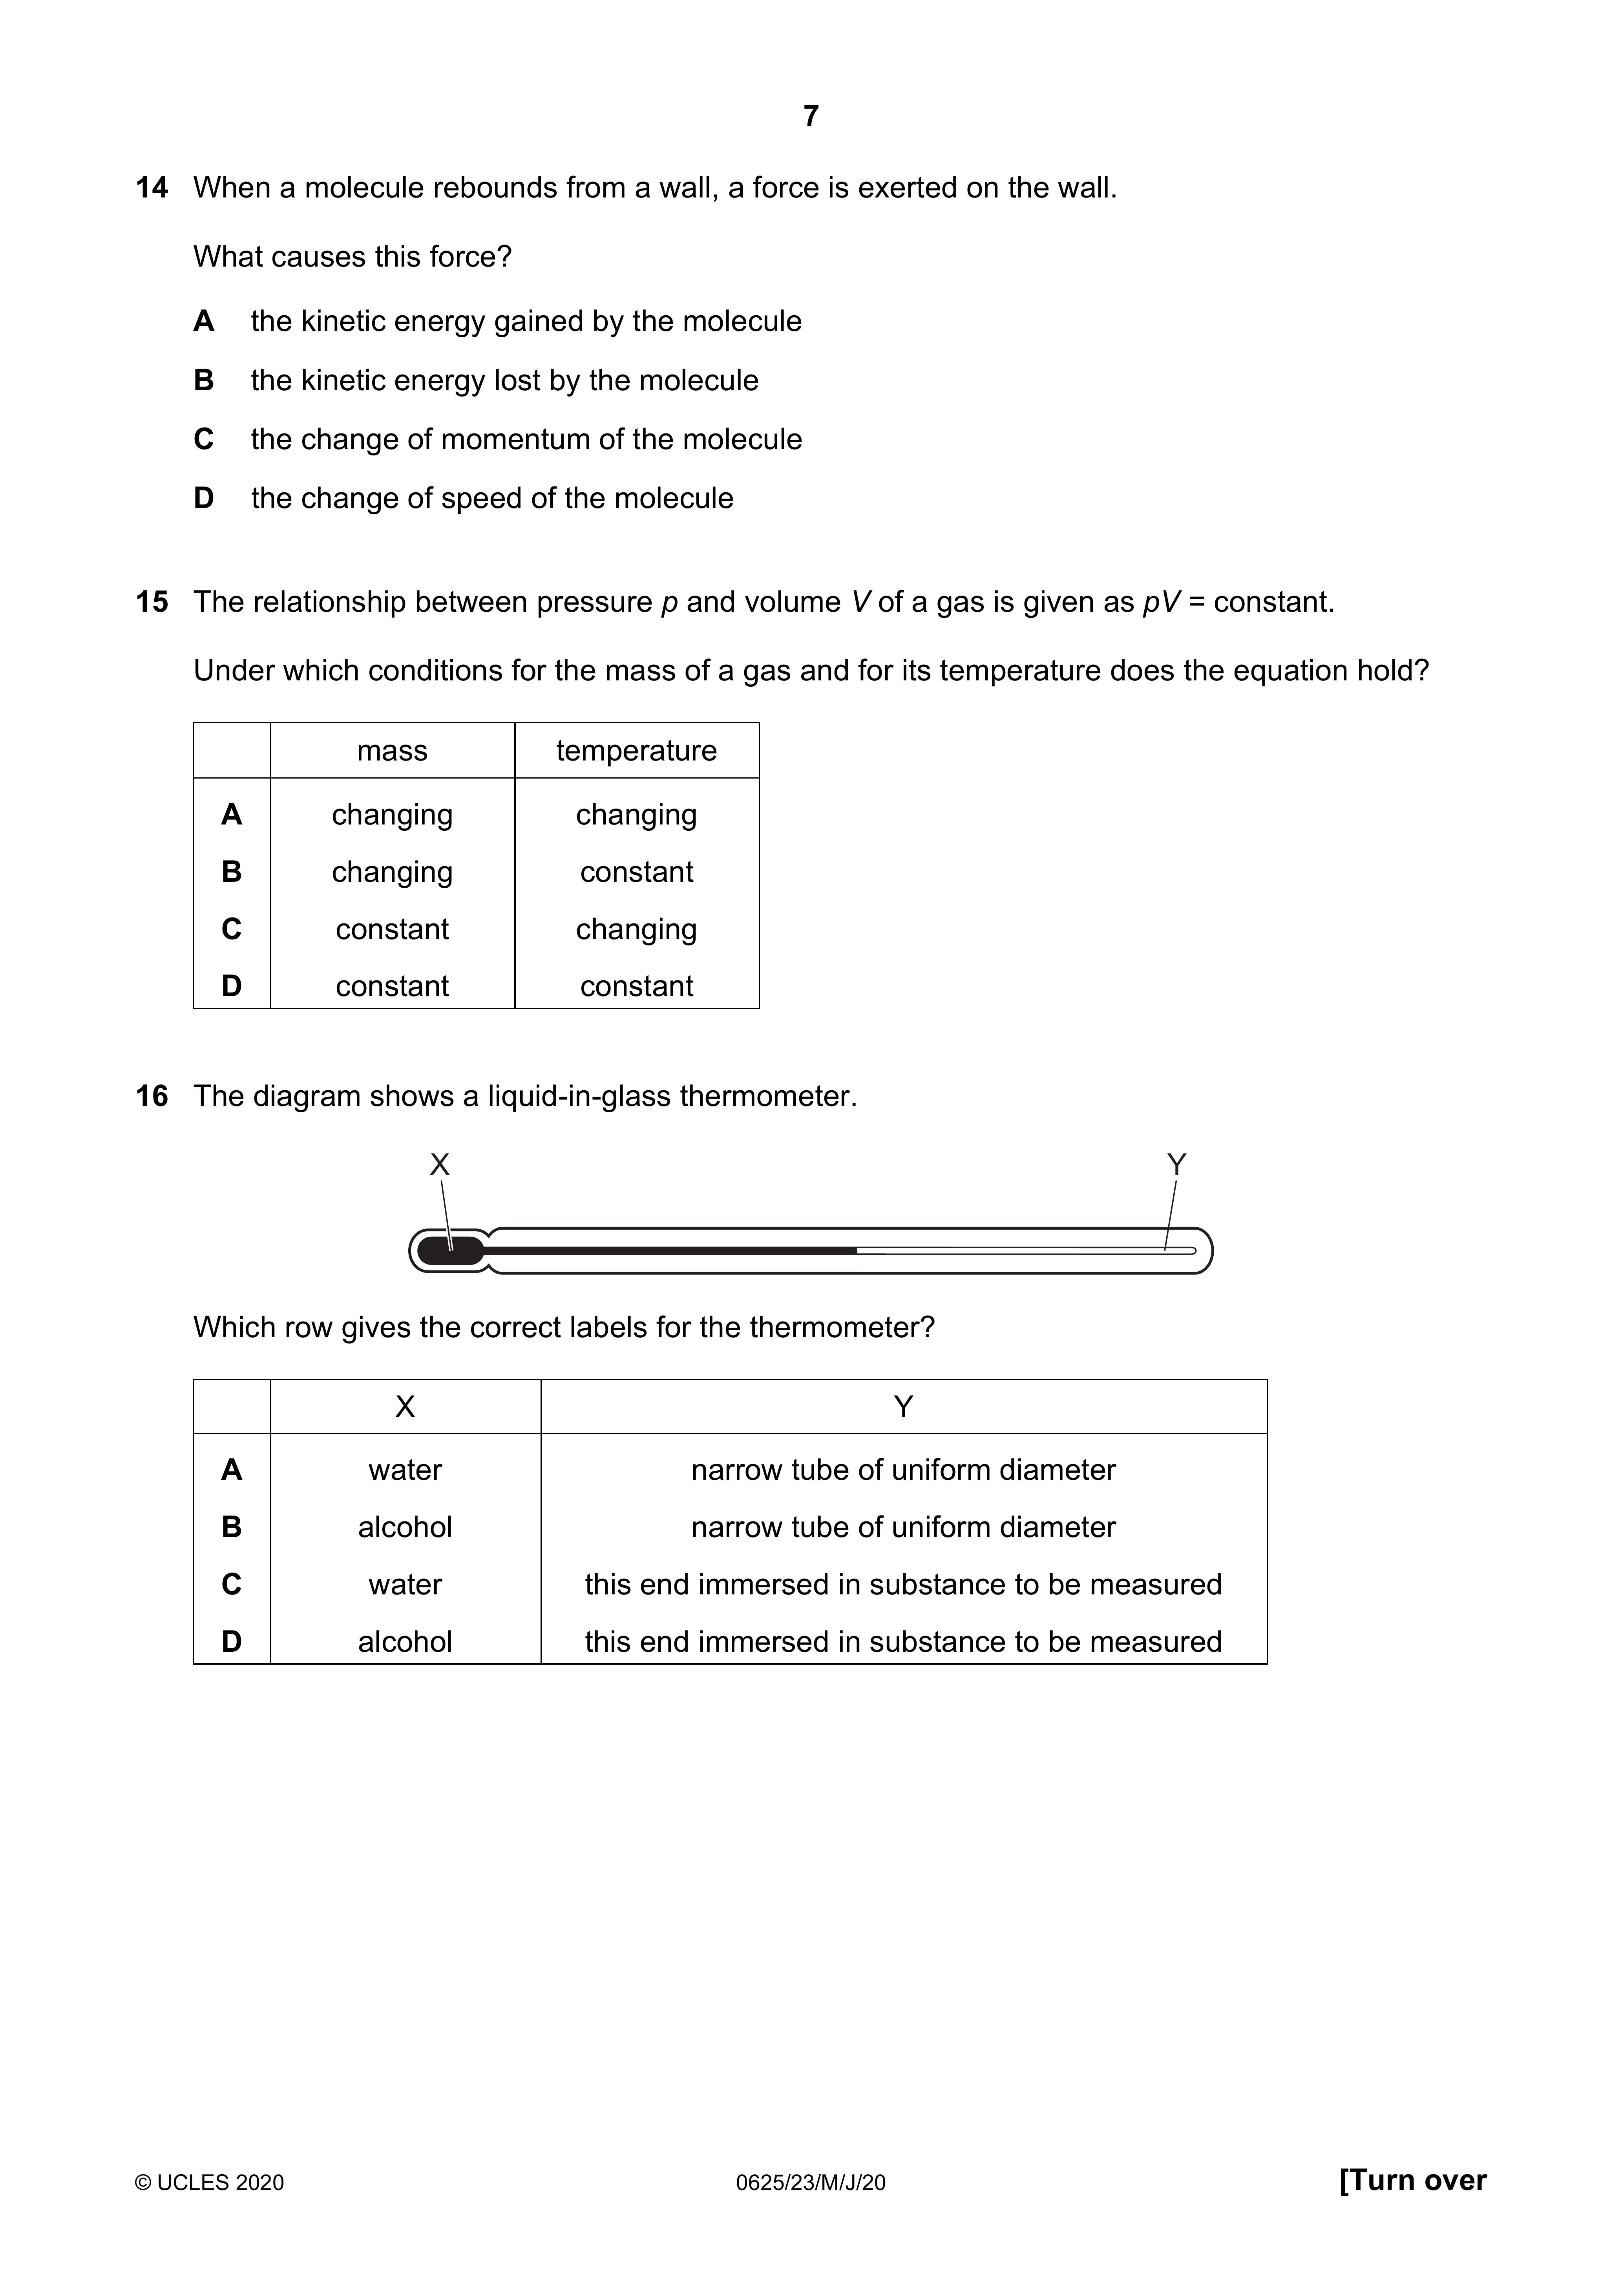 7
14 When a molecule rebounds from a wall, a force is exerted on the wall.
What causes this force?
A the kinetic energy gained by the molecule
B the kinetic energy lost by the molecule
C the change of momentum of the molecule
D the change of speed of the molecule
15 The relationship between pressure p and volume V of a gas is given as pV = constant.
Under which conditions for the mass of a gas and for its temperature does the equation hold?
mass temperature
A changing changing
B changing constant
C constant changing
D constant constant
16 The diagram shows a liquid-in-glass thermometer.
X Y
Which row gives the correct labels for the thermometer?
X Y
A water narrow tube of uniform diameter
B alcohol narrow tube of uniform diameter
C water this end immersed in substance to be measured
D alcohol this end immersed in substance to be measured
© UCLES 2020 0625/23/M/J/20 [Turn over